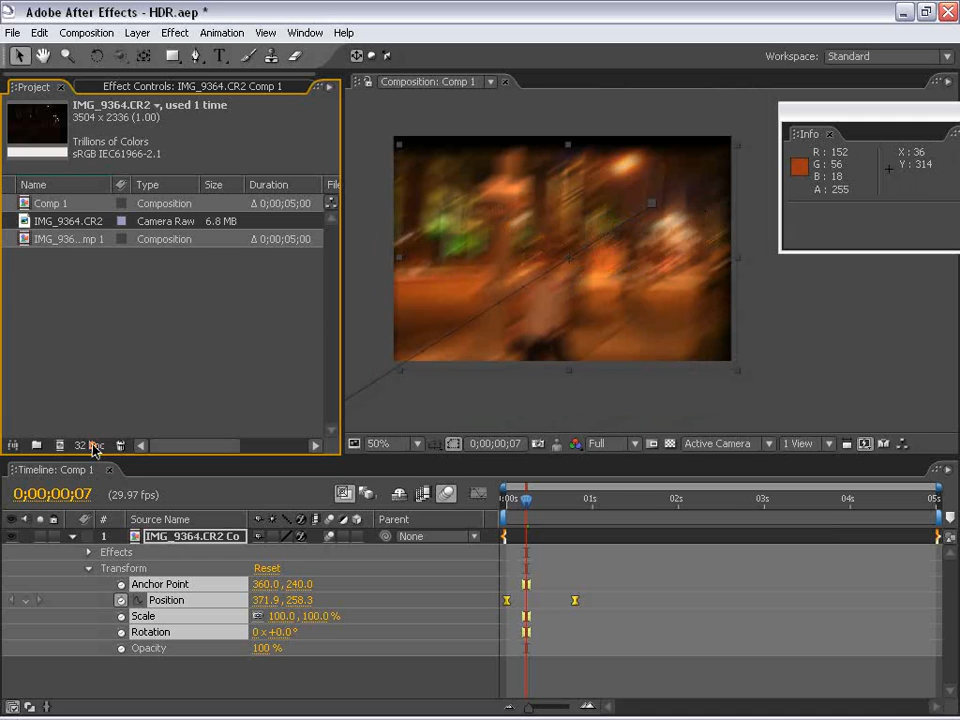 Adobe After Effects - HDR.aep *
File Edit Composition Layer Effect Animation View Window Help
Workspace: Standard
Project Effect Controls: IMG_9364.CR2 Comp 1
Composition: Comp 1
IMG_9364.CR2 , used 1 time
3504 x 2336 (1.00)
Trillions of Colors
sRGB IEC61966-2.1
Info
R : 152 X : 36
G : 56 Y : 314
B : 18
A : 255
Name Type Size Duration
Comp 1 Composition Δ 0;00;05;00
IMG_9364.CR2 Camera Raw 6.8 MB
IMG_936...mp 1 Composition Δ 0;00;05;00
50% 0;00;00;07 Full Active Camera 1 View
Timeline: Comp 1
0;00;00;07 (29.97 fps)
01s 02s 03s 04s 05s
# Source Name Parent
1 IMG_9364.CR2 Co None
Effects
Transform Reset
Anchor Point 360.0 , 240.0
Position 371.9 , 258.3
Scale 100.0 , 100.0 %
Rotation 0 x +0.0 °
Opacity 100 %